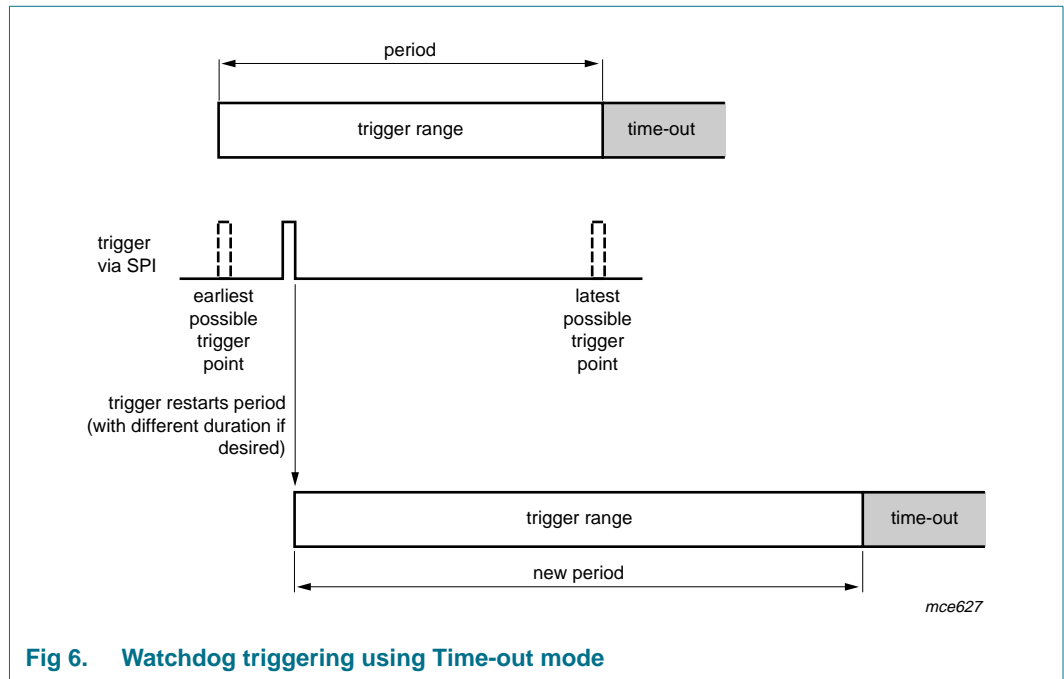 period
trigger range
time-out
trigger
via SPI
earliest
possible
trigger
point
latest
possible
trigger
point
trigger restarts period
(with different duration if
desired)
trigger range
time-out
new period
mce627
Fig 6. Watchdog triggering using Time-out mode